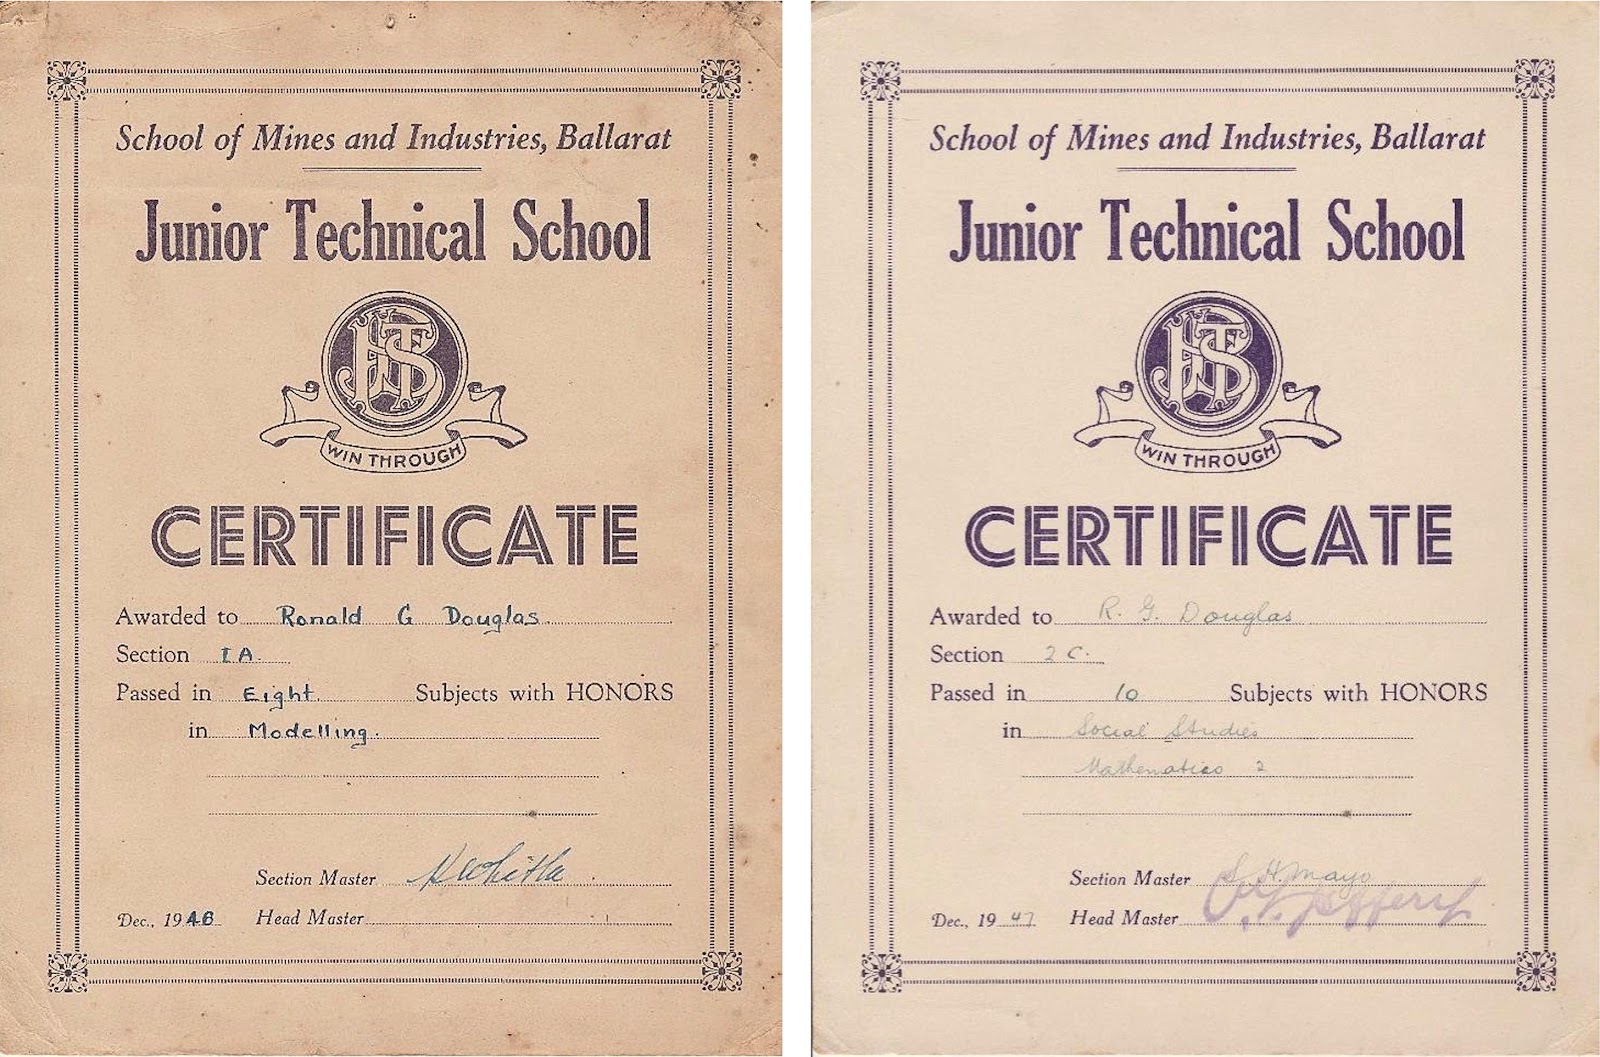 School of Mines and Industries, Ballarat
Junior Technical School
BJTS
WIN THROUGH
CERTIFICATE
Awarded to Ronald G Douglas
Section 1A.
Passed in Eight. Subjects with HONORS
in Modelling.
Section Master
Dec., 1946 Head Master
School of Mines and Industries, Ballarat
Junior Technical School
BJTS
WIN THROUGH
CERTIFICATE
Awarded to R. G. Douglas
Section 2C.
Passed in 10 Subjects with HONORS
in Social Studies
Mathematics 2
Section Master S. H. Mayo
Dec., 1947 Head Master